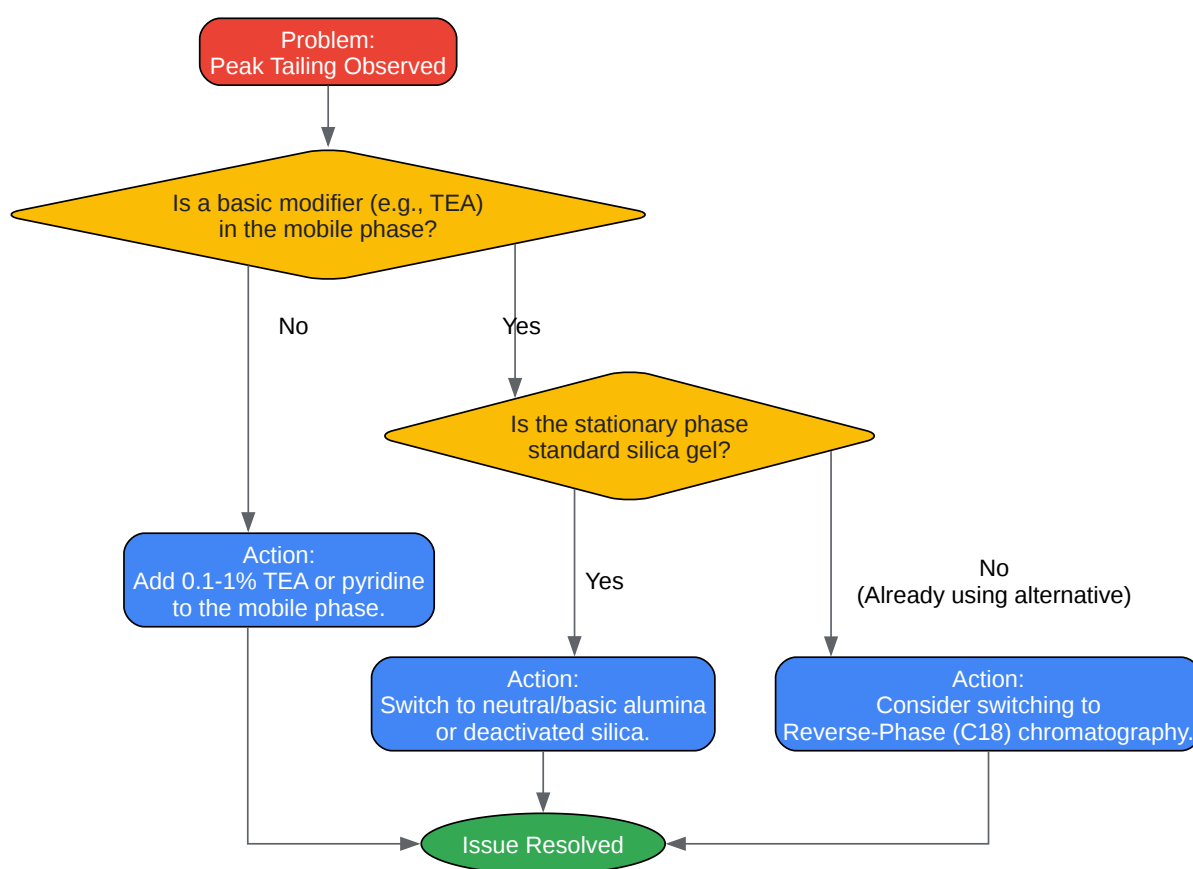 Problem:
Peak Tailing Observed
Is a basic modifier (e.g., TEA)
in the mobile phase?
No
Yes
Is the stationary phase
standard silica gel?
Action:
Add 0.1-1% TEA or pyridine
to the mobile phase.
Yes
No
(Already using alternative)
Action:
Switch to neutral/basic alumina
or deactivated silica.
Action:
Consider switching to
Reverse-Phase (C18) chromatography.
Issue Resolved